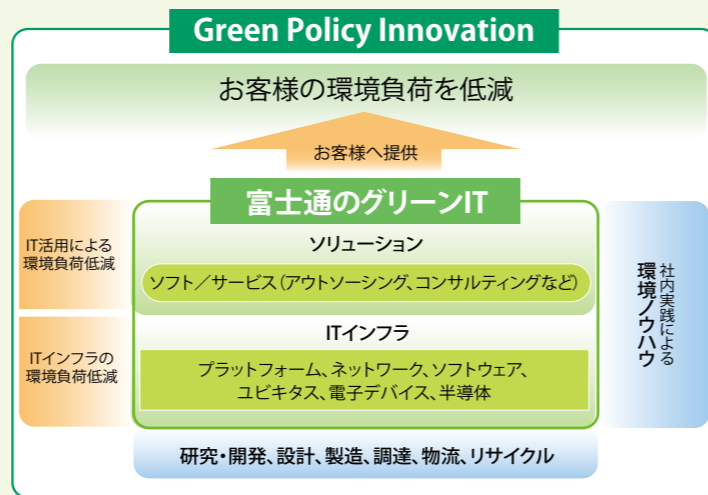 Green Policy Innovation
お客様の環境負荷を低減
お客様へ提供
富士通のグリーンIT
IT活用による
環境負荷低減
ソリューション
ソフト／サービス（アウトソーシング、コンサルティングなど）
ITインフラの
環境負荷低減
ITインフラ
プラットフォーム、ネットワーク、ソフトウェア、
ユビキタス、電子デバイス、半導体
社内実践による
環境ノウハウ
研究・開発、設計、製造、調達、物流、リサイクル